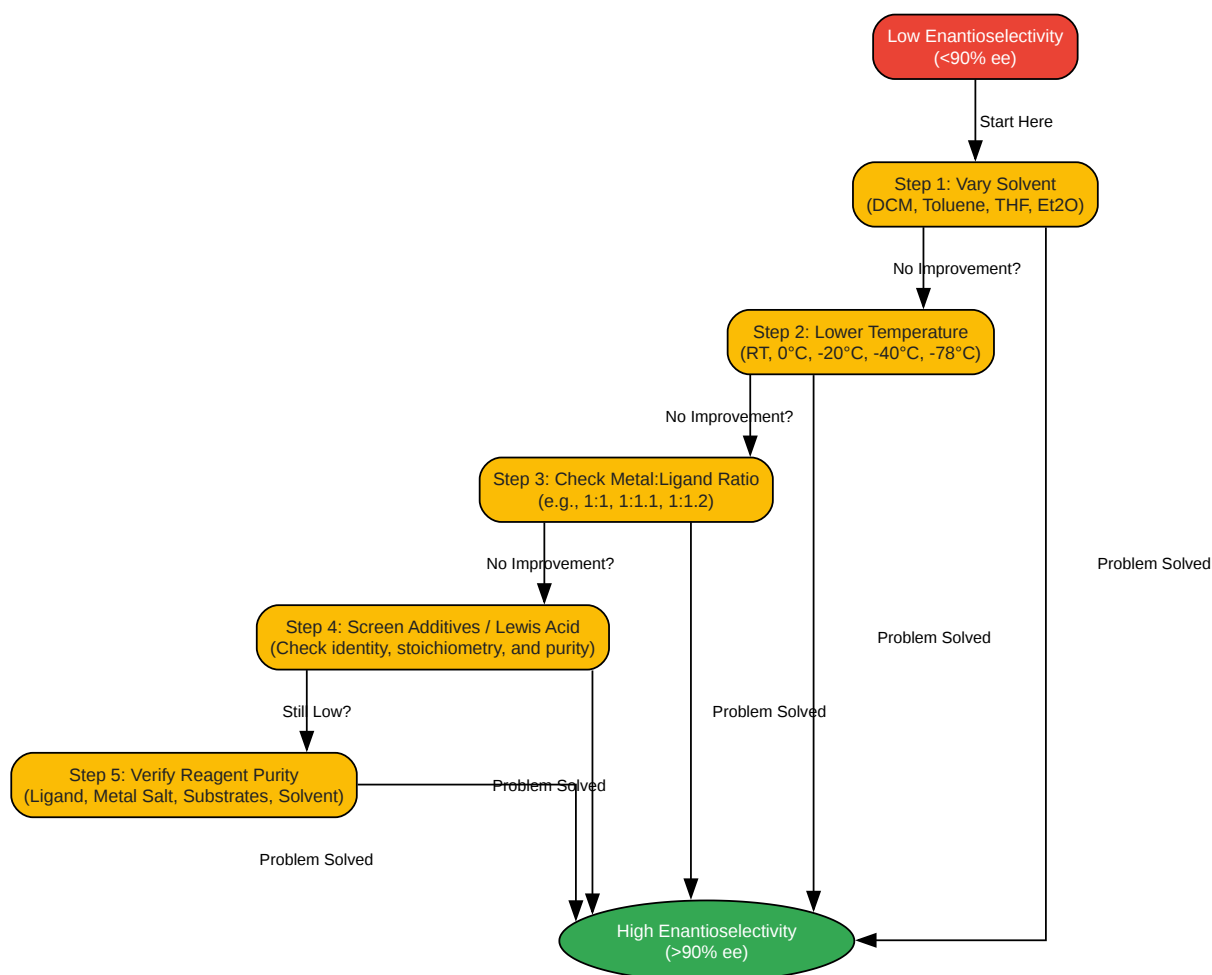 Low Enantioselectivity
(<90% ee)
Start Here
Step 1: Vary Solvent
(DCM, Toluene, THF, Et2O)
No Improvement?
Step 2: Lower Temperature
(RT, 0°C, -20°C, -40°C, -78°C)
No Improvement?
Step 3: Check Metal:Ligand Ratio
(e.g., 1:1, 1:1.1, 1:1.2)
No Improvement?
Problem Solved
Step 4: Screen Additives / Lewis Acid
(Check identity, stoichiometry, and purity)
Problem Solved
Still Low?
Problem Solved
Step 5: Verify Reagent Purity
(Ligand, Metal Salt, Substrates, Solvent)
Problem Solved
Problem Solved
High Enantioselectivity
(>90% ee)